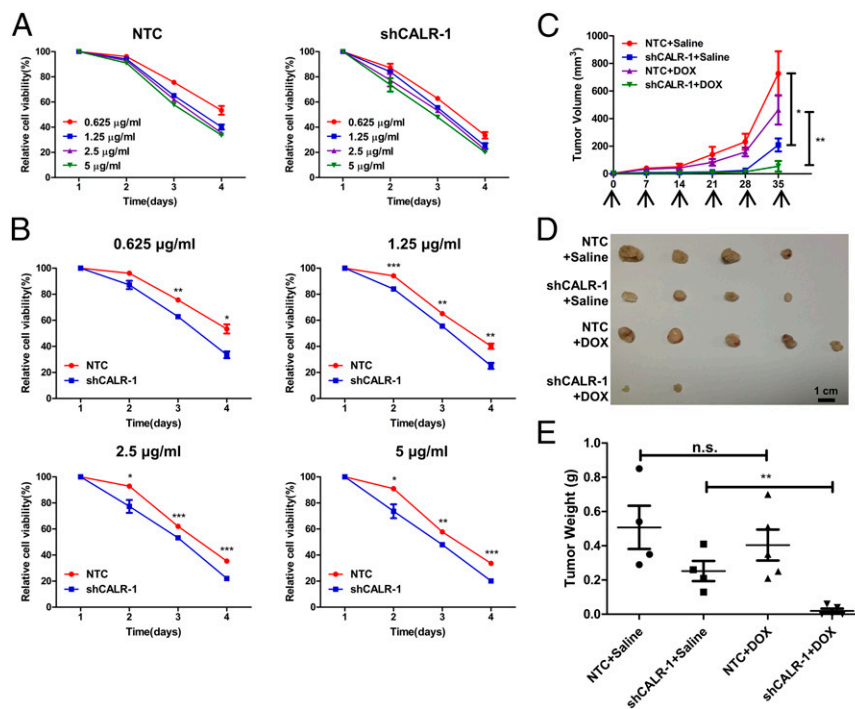 A
NTC
Relative cell viability(%)
100
80
60
40
20
0
0.625 µg/ml
1.25 µg/ml
2.5 µg/ml
5 µg/ml
1 2 3 4
Time(days)
shCALR-1
Relative cell viability(%)
100
80
60
40
20
0
0.625 µg/ml
1.25 µg/ml
2.5 µg/ml
5 µg/ml
1 2 3 4
Time(days)
B
0.625 µg/ml
Relative cell viability(%)
100
80
60
40
20
0
**
*
NTC
shCALR-1
1 2 3 4
Time(days)
1.25 µg/ml
Relative cell viability(%)
100
80
60
40
20
0
***
**
**
NTC
shCALR-1
1 2 3 4
Time(days)
2.5 µg/ml
Relative cell viability(%)
100
80
60
40
20
0
*
***
***
NTC
shCALR-1
1 2 3 4
Time(days)
5 µg/ml
Relative cell viability(%)
100
80
60
40
20
0
*
**
***
NTC
shCALR-1
1 2 3 4
Time(days)
C
Tumor Volume (mm3)
1000
800
600
400
200
0
NTC+Saline
shCALR-1+Saline
NTC+DOX
shCALR-1+DOX
*
**
0 7 14 21 28 35
D
NTC
+Saline
shCALR-1
+Saline
NTC
+DOX
shCALR-1
+DOX
1 cm
E
Tumor Weight (g)
1.0
0.8
0.6
0.4
0.2
0.0
n.s.
**
NTC+Saline
shCALR-1+Saline
NTC+DOX
shCALR-1+DOX